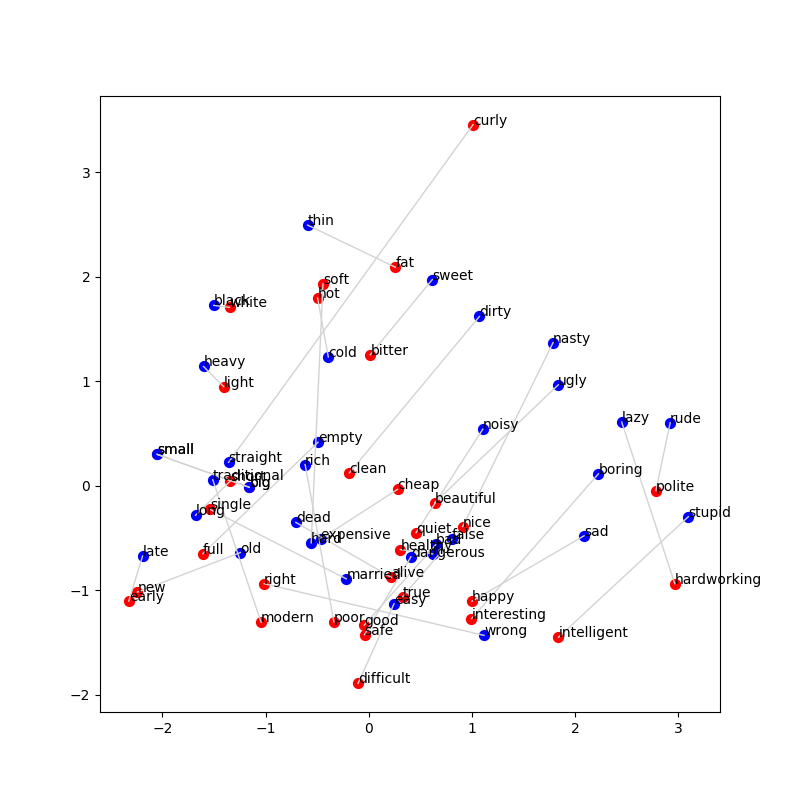 curly
3
thin
fat
sweet
soft
hot
2
black
white
dirty
cold
bitter
nasty
heavy
light
ugly
1
noisy
lazy
rude
empty
small
straight
rich
clean
boring
traditional
short
big
0
cheap
polite
beautiful
single
long
dead
stupid
nice
quiet
expensive
hard
false
sad
bad
healthy
late
full
old
dangerous
married
alive
right
hardworking
new
early
−1
true
easy
happy
modern
poor
good
safe
interesting
wrong
intelligent
difficult
−2
−2
−1
0
1
2
3